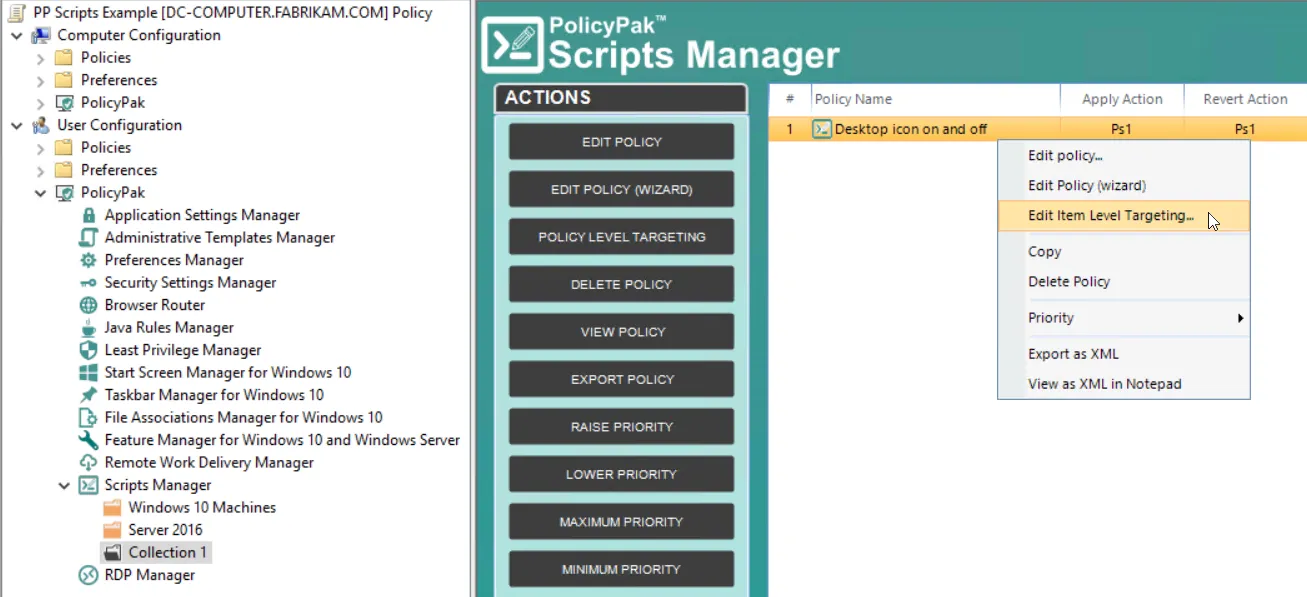 PP Scripts Example [DC-COMPUTER.FABRIKAM.COM] Policy
Computer Configuration
Policies
Preferences
PolicyPak
User Configuration
Policies
Preferences
PolicyPak
Application Settings Manager
Administrative Templates Manager
Preferences Manager
Security Settings Manager
Browser Router
Java Rules Manager
Least Privilege Manager
Start Screen Manager for Windows 10
Taskbar Manager for Windows 10
File Associations Manager for Windows 10
Feature Manager for Windows 10 and Windows Server
Remote Work Delivery Manager
Scripts Manager
Windows 10 Machines
Server 2016
Collection 1
RDP Manager
PolicyPak™
Scripts Manager
ACTIONS
EDIT POLICY
EDIT POLICY (WIZARD)
POLICY LEVEL TARGETING
DELETE POLICY
VIEW POLICY
EXPORT POLICY
RAISE PRIORITY
LOWER PRIORITY
MAXIMUM PRIORITY
MINIMUM PRIORITY
# Policy Name Apply Action Revert Action
1 Desktop icon on and off Ps1 Ps1
Edit policy...
Edit Policy (wizard)
Edit Item Level Targeting...
Copy
Delete Policy
Priority
Export as XML
View as XML in Notepad